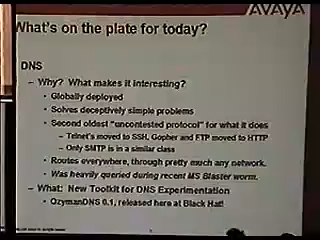 AVAYA
What's on the plate for today?
DNS
– Why? What makes it interesting?
• Globally deployed
• Solves deceptively simple problems
• Second oldest "uncontested protocol" for what it does
– Telnet's moved to SSH, Gopher and FTP moved to HTTP
– Only SMTP is in a similar class
• Routes everywhere, through pretty much any network.
• Was heavily queried during recent MS Blaster worm.
– What: New Toolkit for DNS Experimentation
• OzymanDNS 0.1, released here at Black Hat!